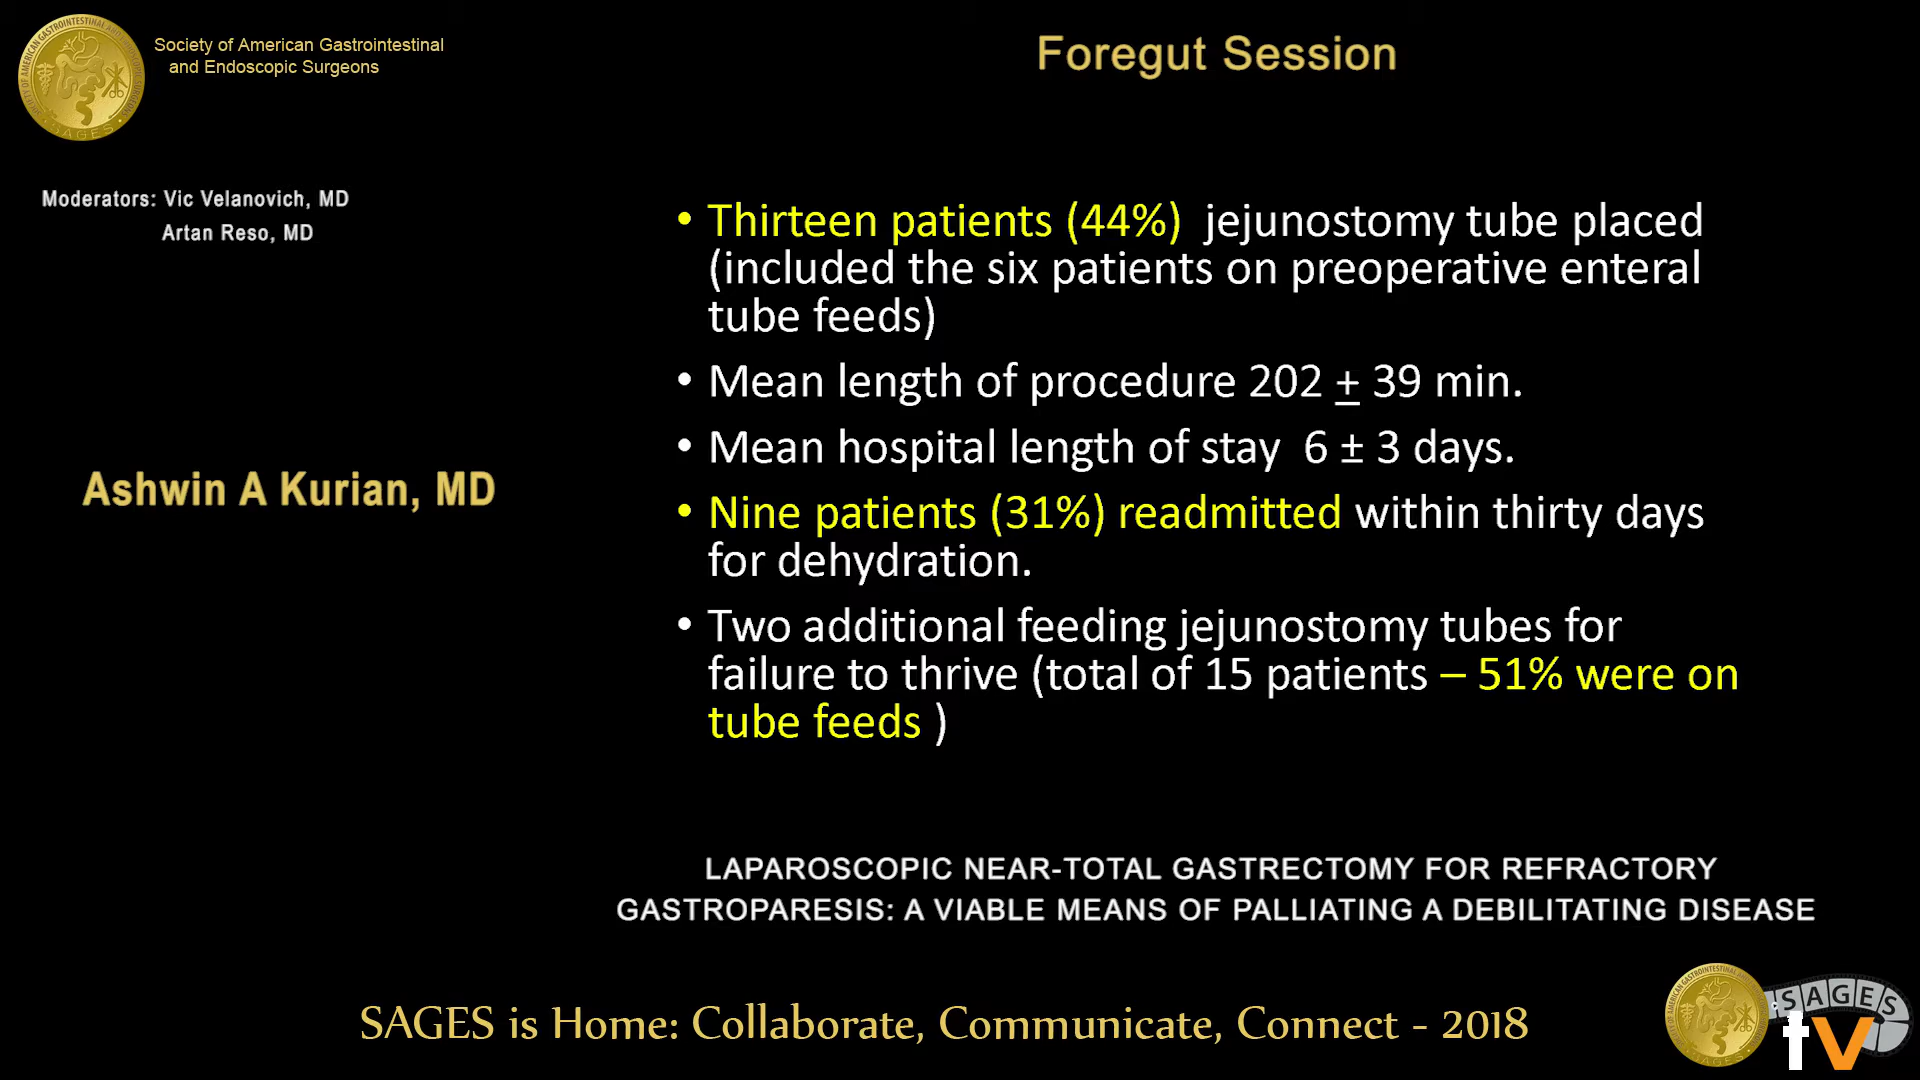 Society of American Gastrointestinal
and Endoscopic Surgeons
Foregut Session
Moderators: Vic Velanovich, MD
Artan Reso, MD
Ashwin A Kurian, MD
• Thirteen patients (44%) jejunostomy tube placed
(included the six patients on preoperative enteral
tube feeds)
• Mean length of procedure 202 ± 39 min.
• Mean hospital length of stay 6 ± 3 days.
• Nine patients (31%) readmitted within thirty days
for dehydration.
• Two additional feeding jejunostomy tubes for
failure to thrive (total of 15 patients – 51% were on
tube feeds )
LAPAROSCOPIC NEAR-TOTAL GASTRECTOMY FOR REFRACTORY
GASTROPARESIS: A VIABLE MEANS OF PALLIATING A DEBILITATING DISEASE
SAGES is Home: Collaborate, Communicate, Connect - 2018
SAGES
tv